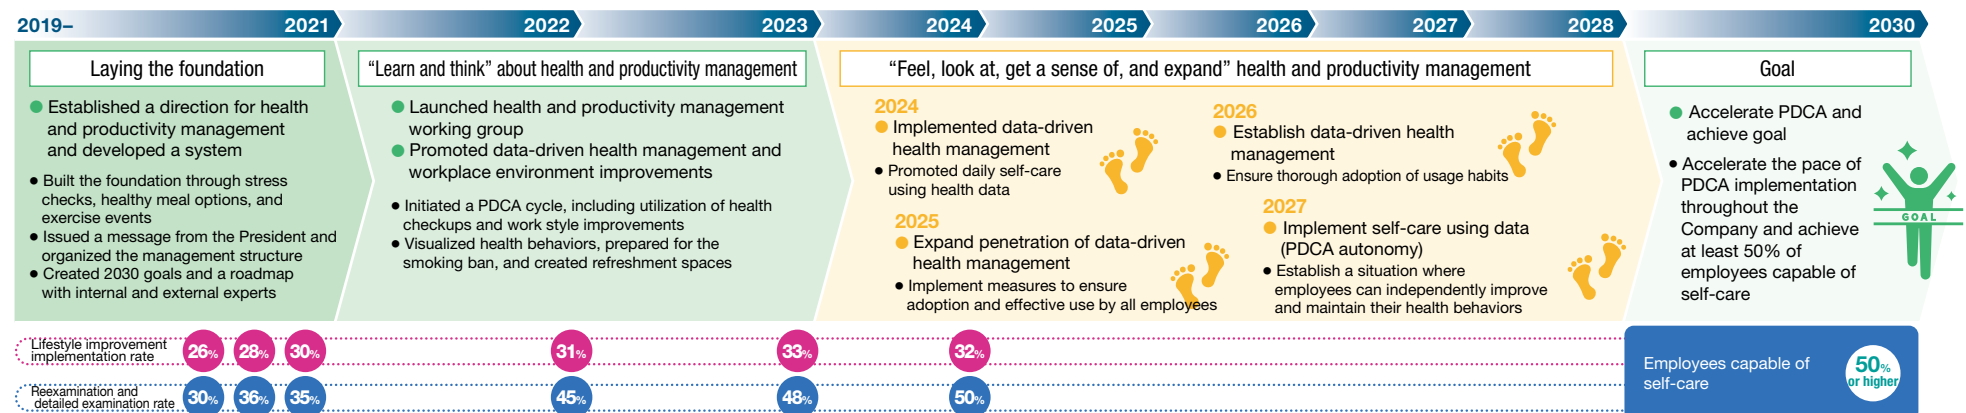 2019–
2021
2022
2023
2024
2025
2026
2027
2028
2030
Laying the foundation
● Established a direction for health
and productivity management
and developed a system
● Built the foundation through stress
checks, healthy meal options, and
exercise events
● Issued a message from the President and
organized the management structure
● Created 2030 goals and a roadmap
with internal and external experts
“Learn and think” about health and productivity management
● Launched health and productivity management
working group
● Promoted data-driven health management and
workplace environment improvements
● Initiated a PDCA cycle, including utilization of health
checkups and work style improvements
● Visualized health behaviors, prepared for the
smoking ban, and created refreshment spaces
“Feel, look at, get a sense of, and expand” health and productivity management
2024
● Implemented data-driven
health management
● Promoted daily self-care
using health data
2025
● Expand penetration of data-driven
health management
● Implement measures to ensure
adoption and effective use by all employees
2026
● Establish data-driven health
management
● Ensure thorough adoption of usage habits
2027
● Implement self-care using data
(PDCA autonomy)
● Establish a situation where
employees can independently improve
and maintain their health behaviors
Goal
● Accelerate PDCA and
achieve goal
● Accelerate the pace of
PDCA implementation
throughout the
Company and achieve
at least 50% of
employees capable of
self-care
GOAL
Lifestyle improvement
implementation rate
26%
28%
30%
31%
33%
32%
Reexamination and
detailed examination rate
30%
36%
35%
45%
48%
50%
Employees capable of
self-care
50%
or higher